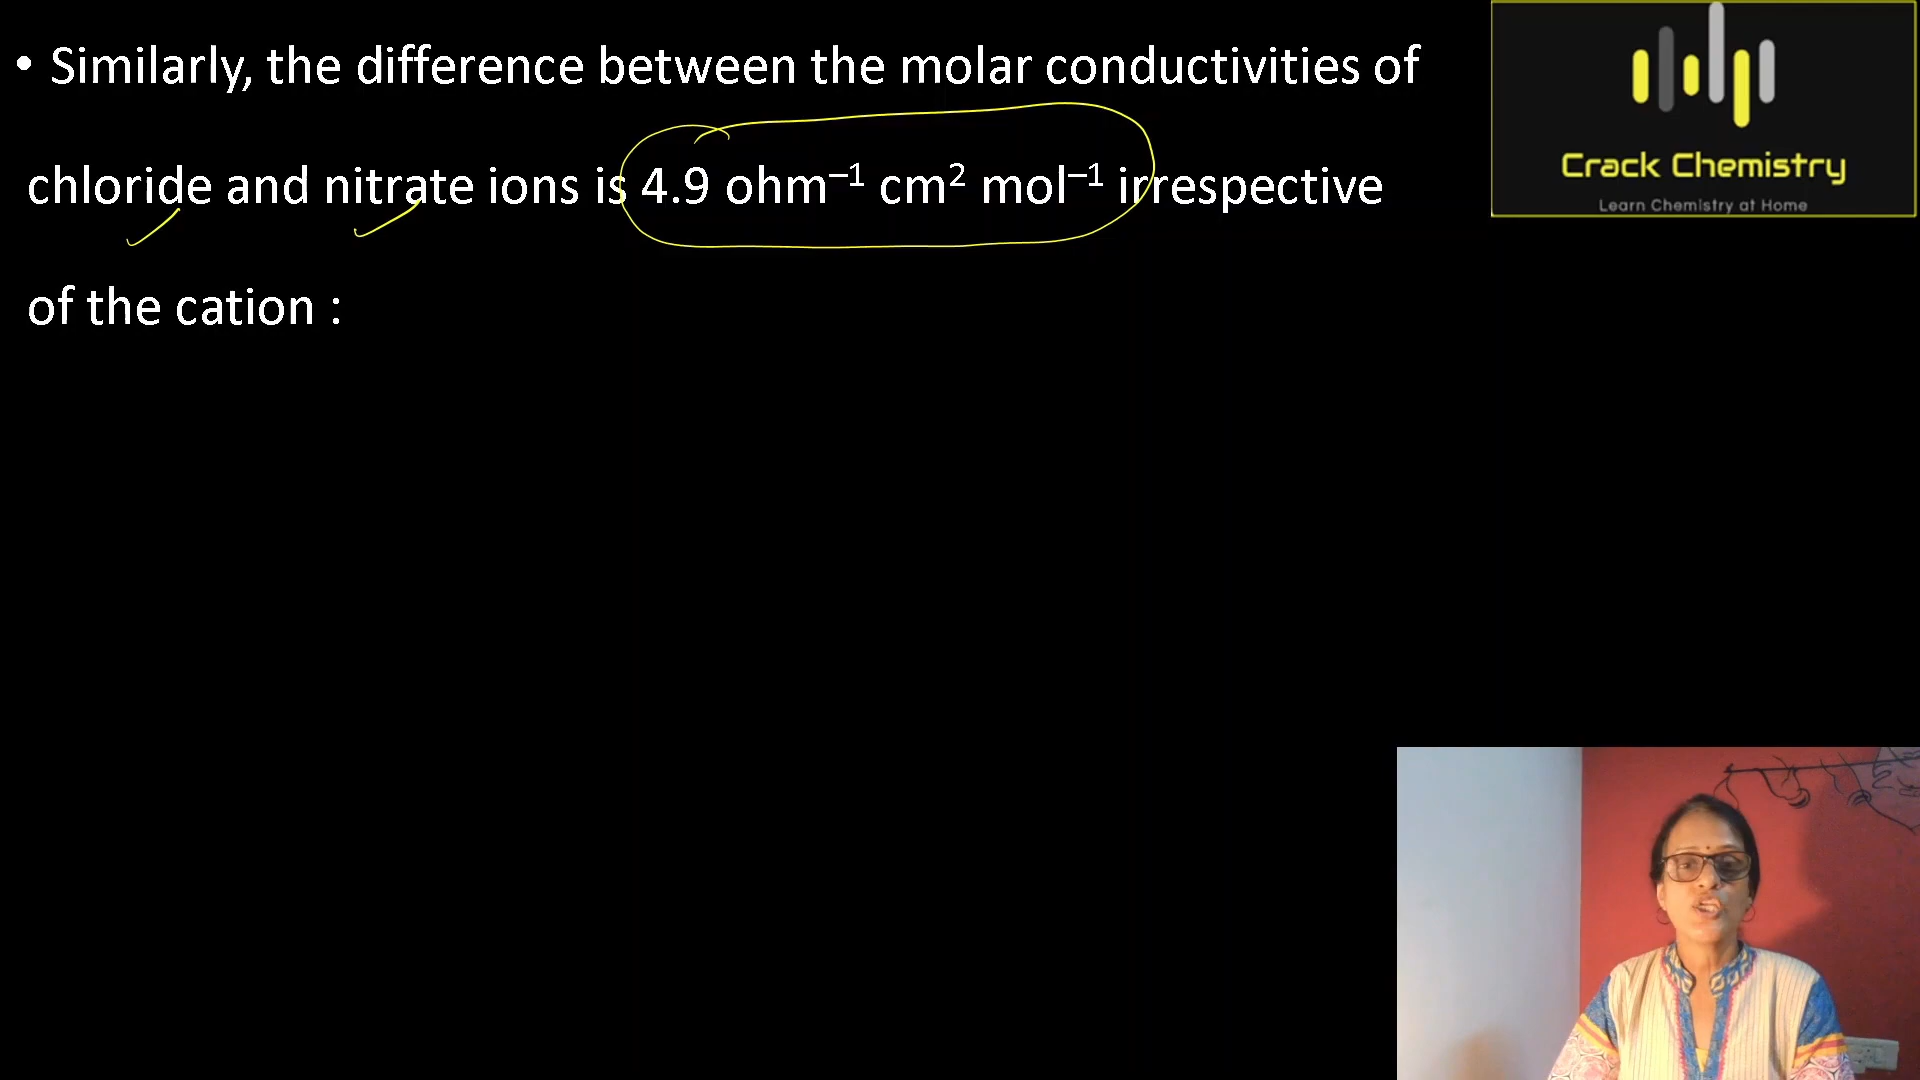 • Similarly, the difference between the molar conductivities of
chloride and nitrate ions is 4.9 ohm⁻¹ cm² mol⁻¹ irrespective
of the cation :
Crack Chemistry
Learn Chemistry at Home